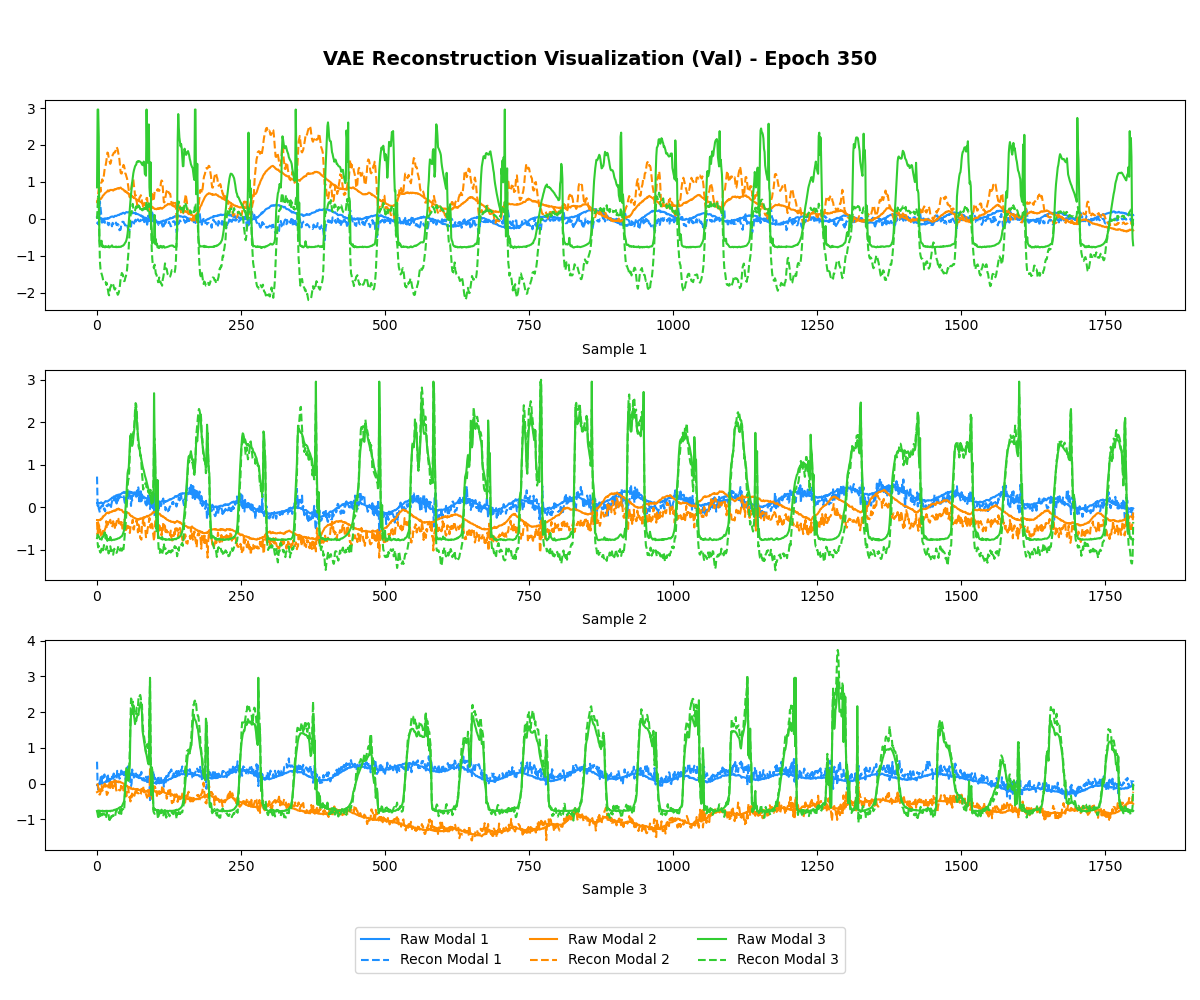 VAE Reconstruction Visualization (Val) - Epoch 350
3
2
1
0
−1
−2
0 250 500 750 1000 1250 1500 1750
Sample 1
3
2
1
0
−1
0 250 500 750 1000 1250 1500 1750
Sample 2
4
3
2
1
0
−1
0 250 500 750 1000 1250 1500 1750
Sample 3
Raw Modal 1 Raw Modal 2 Raw Modal 3
Recon Modal 1 Recon Modal 2 Recon Modal 3